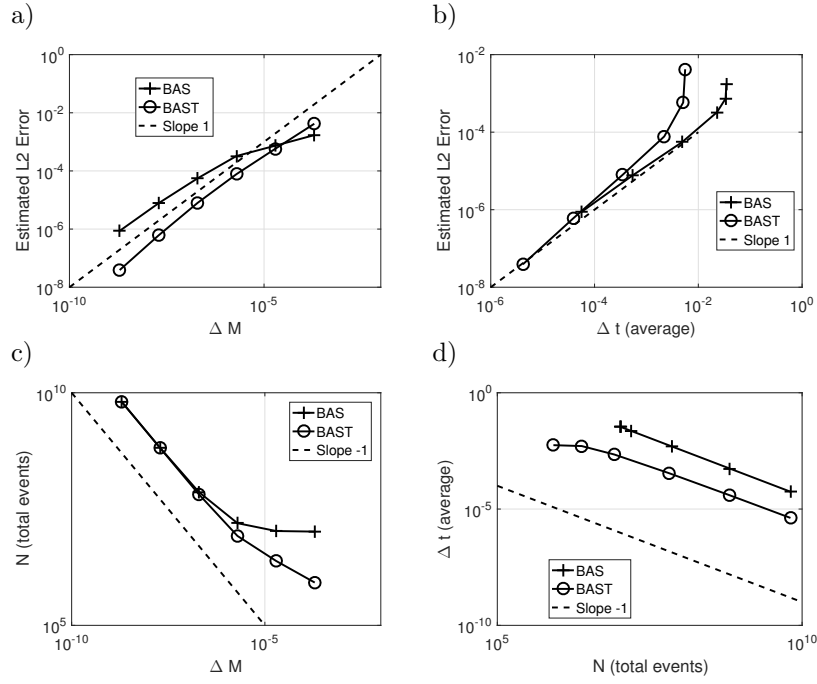 a)
10^0
10^-2
10^-4
10^-6
10^-8
Estimated L2 Error
BAS
BAST
Slope 1
10^-10
10^-5
Δ M
b)
10^-2
10^-4
10^-6
10^-8
Estimated L2 Error
BAS
BAST
Slope 1
10^-6
10^-4
10^-2
10^0
Δ t (average)
c)
10^10
10^5
N (total events)
BAS
BAST
Slope -1
10^-10
10^-5
Δ M
d)
10^0
10^-5
10^-10
Δ t (average)
BAS
BAST
Slope -1
10^5
10^10
N (total events)